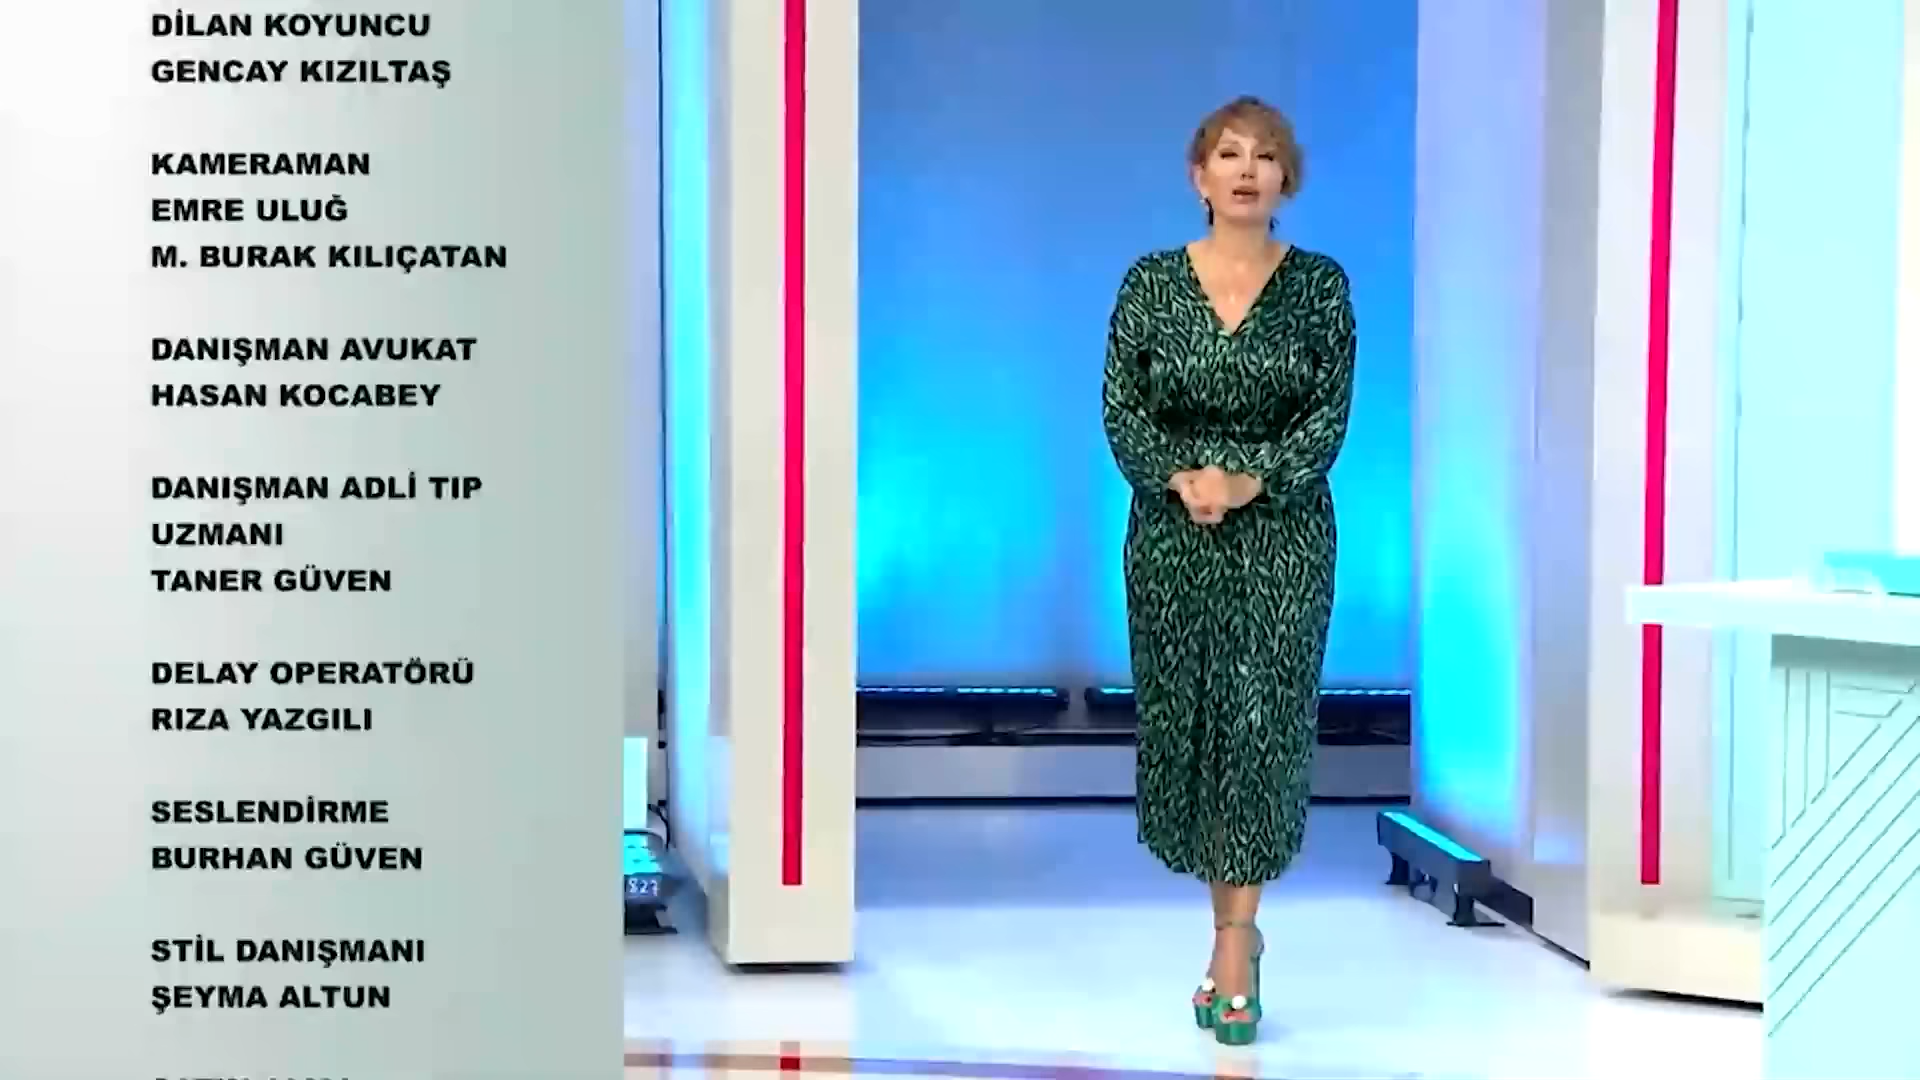 DİLAN KOYUNCU
GENCAY KIZILTAŞ
KAMERAMAN
EMRE ULUĞ
M. BURAK KILIÇATAN
DANIŞMAN AVUKAT
HASAN KOCABEY
DANIŞMAN ADLİ TIP
UZMANI
TANER GÜVEN
DELAY OPERATÖRÜ
RIZA YAZGILI
SESLENDİRME
BURHAN GÜVEN
STİL DANIŞMANI
ŞEYMA ALTUN
527